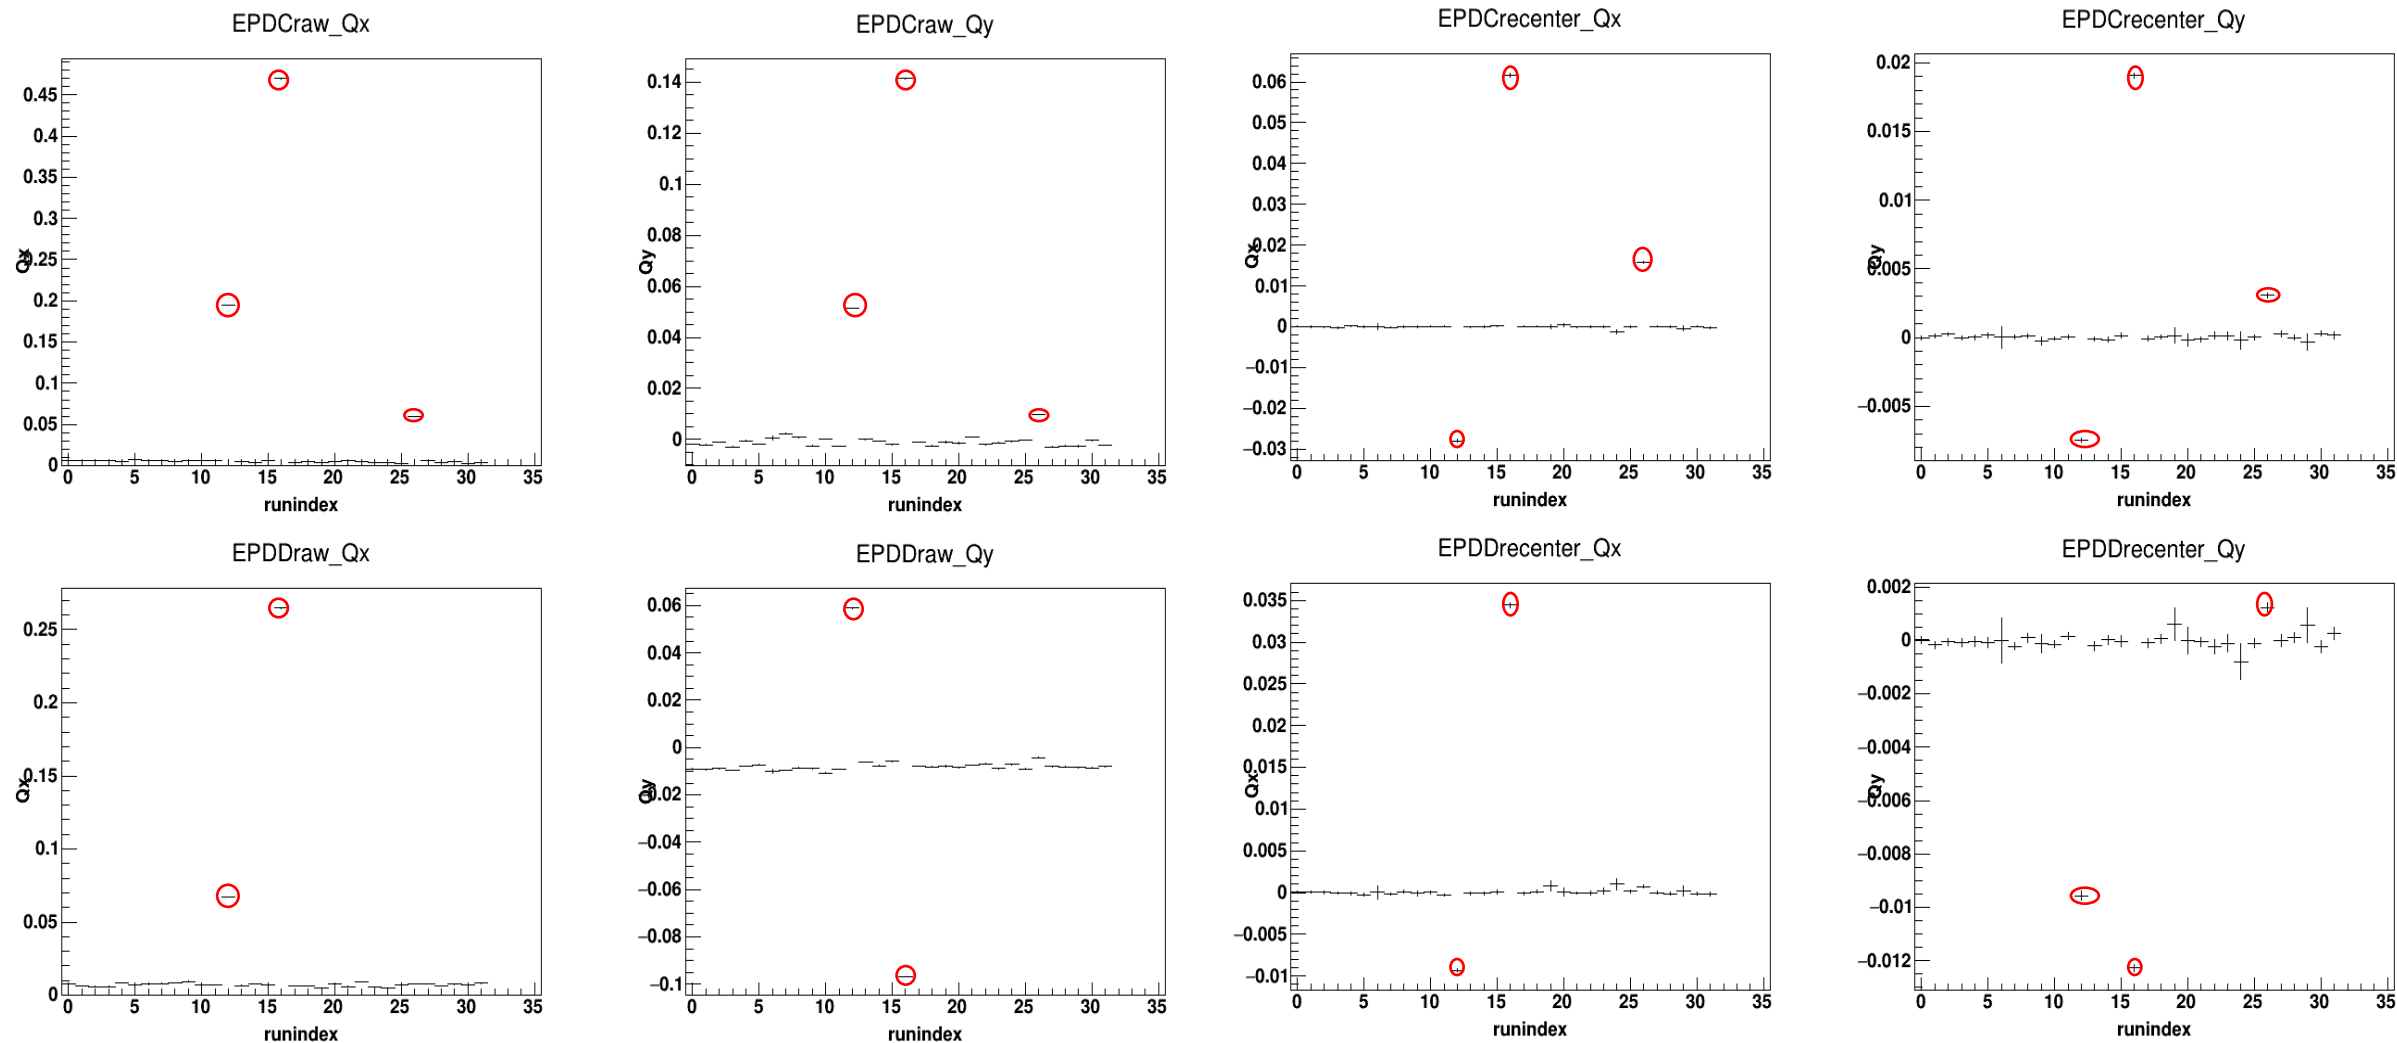 EPDCraw_Qx
0.45
0.4
0.35
0.3
0.25
0.2
0.15
0.1
0.05
0
Qx
0 5 10 15 20 25 30 35
runindex
EPDCraw_Qy
0.14
0.12
0.1
0.08
0.06
0.04
0.02
0
Qy
0 5 10 15 20 25 30 35
runindex
EPDCrecenter_Qx
0.06
0.05
0.04
0.03
0.02
0.01
0
−0.01
−0.02
−0.03
Qx
0 5 10 15 20 25 30 35
runindex
EPDCrecenter_Qy
0.02
0.015
0.01
0.005
0
−0.005
Qy
0 5 10 15 20 25 30 35
runindex
EPDDraw_Qx
0.25
0.2
0.15
0.1
0.05
0
Qx
0 5 10 15 20 25 30 35
runindex
EPDDraw_Qy
0.06
0.04
0.02
0
−0.02
−0.04
−0.06
−0.08
−0.1
Qy
0 5 10 15 20 25 30 35
runindex
EPDDrecenter_Qx
0.035
0.03
0.025
0.02
0.015
0.01
0.005
0
−0.005
−0.01
Qx
0 5 10 15 20 25 30 35
runindex
EPDDrecenter_Qy
0.002
0
−0.002
−0.004
−0.006
−0.008
−0.01
−0.012
Qy
0 5 10 15 20 25 30 35
runindex